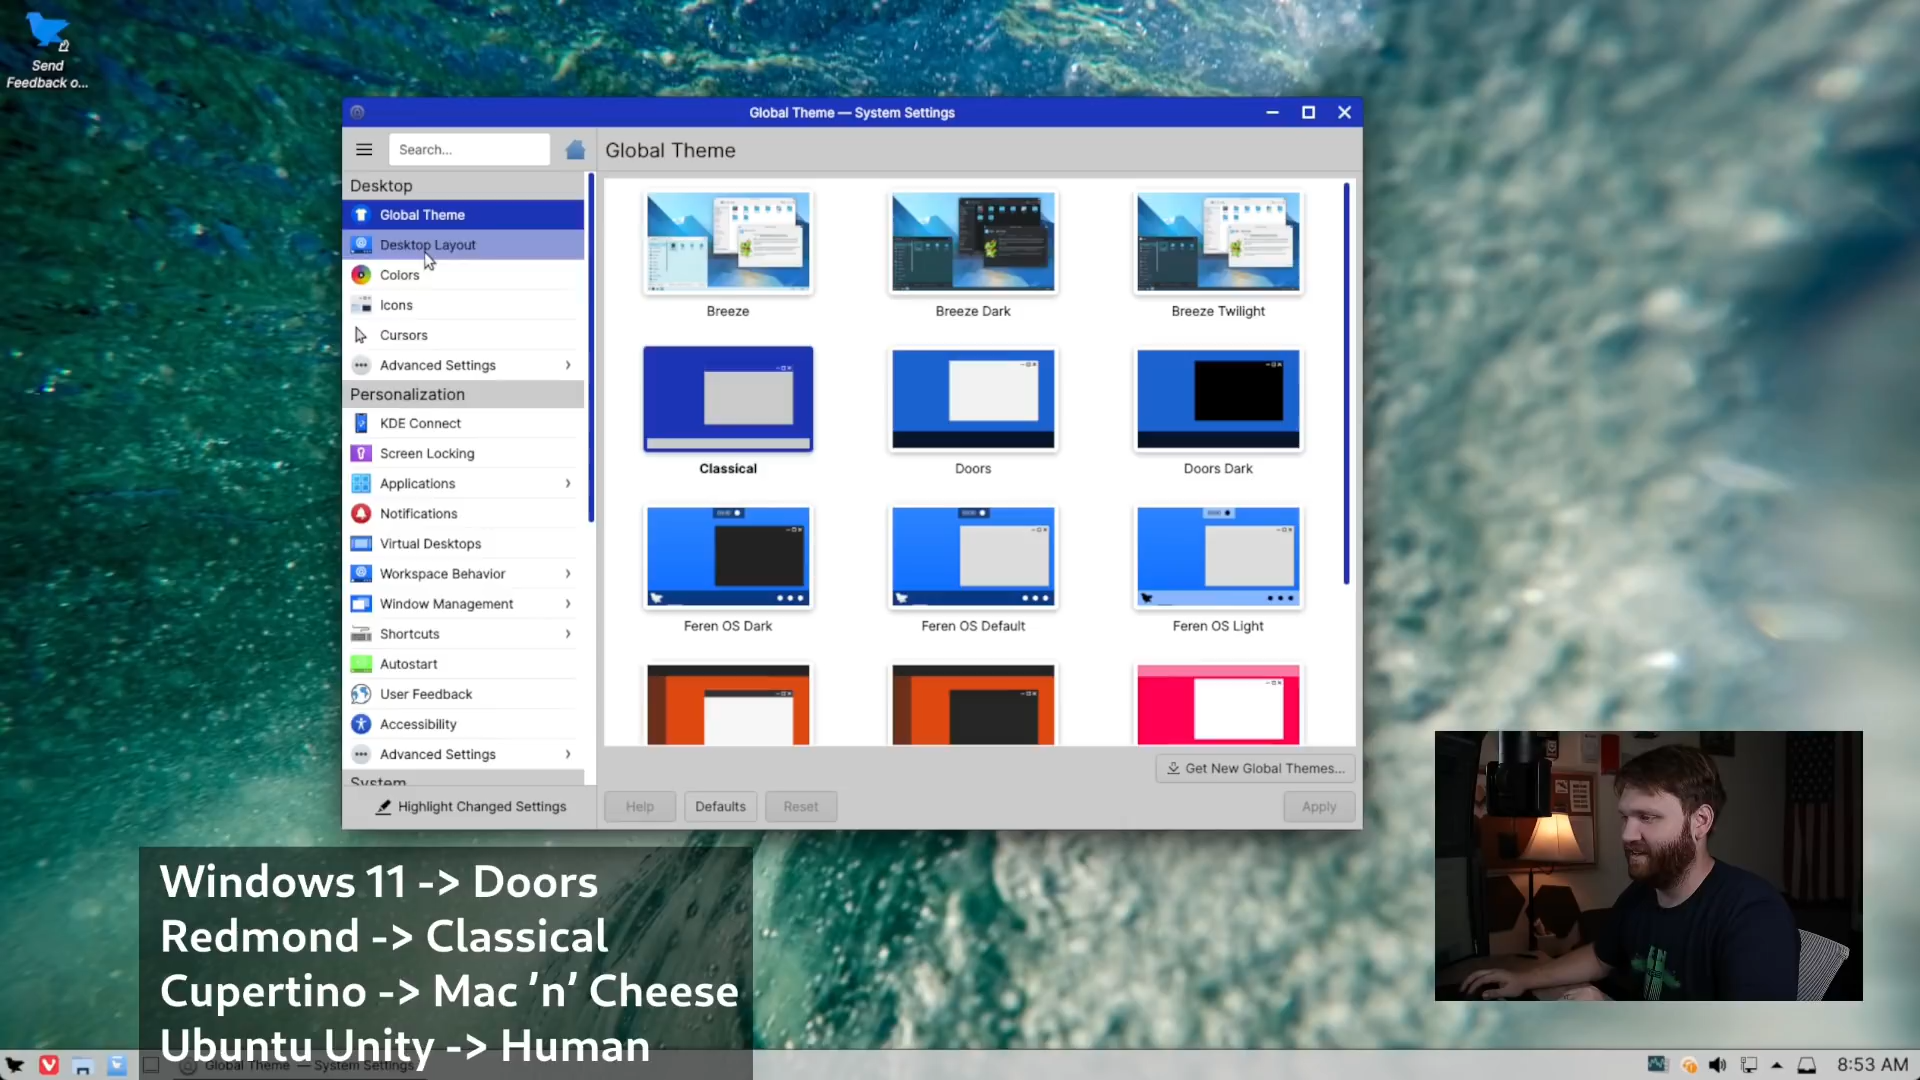 Send
Feedback o...
Global Theme — System Settings
Search...
Global Theme
Desktop
Global Theme
Desktop Layout
Colors
Icons
Cursors
Advanced Settings
Personalization
KDE Connect
Screen Locking
Applications
Notifications
Virtual Desktops
Workspace Behavior
Window Management
Shortcuts
Autostart
User Feedback
Accessibility
Advanced Settings
System
Highlight Changed Settings
Breeze
Breeze Dark
Breeze Twilight
Classical
Doors
Doors Dark
Feren OS Dark
Feren OS Default
Feren OS Light
Get New Global Themes...
Help
Defaults
Reset
Apply
Windows 11 -> Doors
Redmond -> Classical
Cupertino -> Mac 'n' Cheese
Ubuntu Unity -> Human
Global Theme — System Settings
8:53 AM